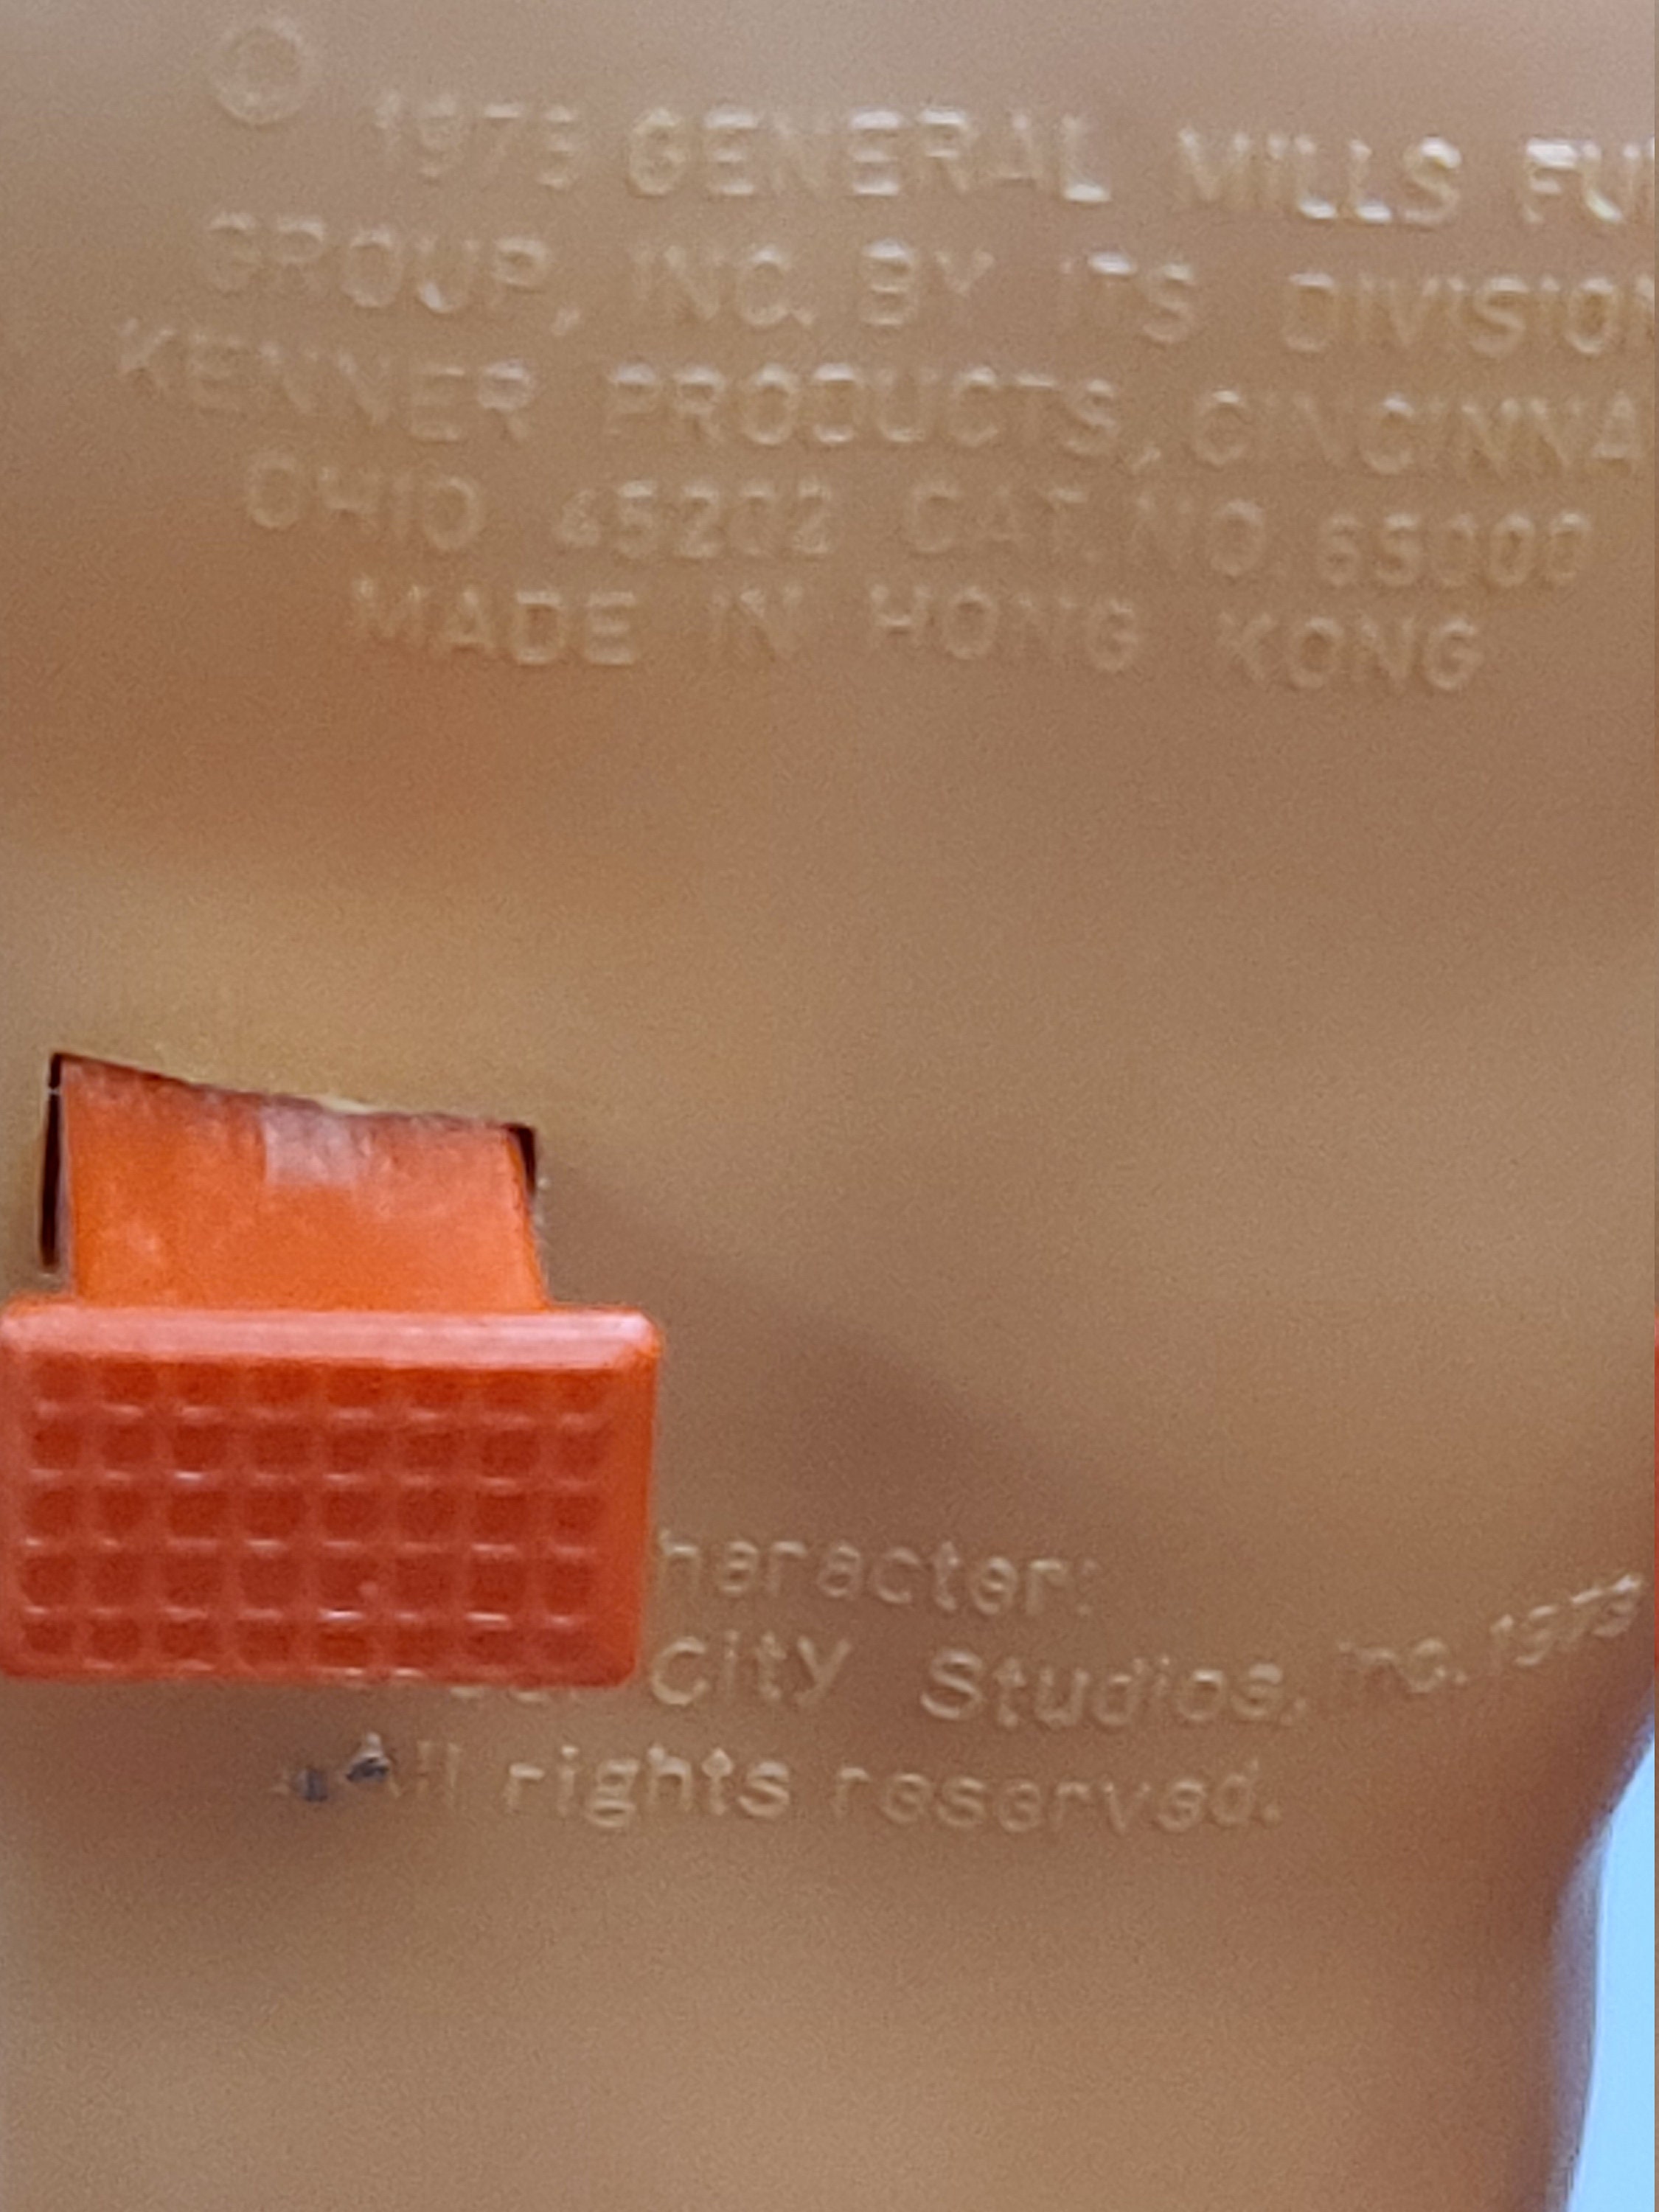 © 1975 GENERAL MILLS FU
GROUP, INC. BY ITS DIVISION
KENNER PRODUCTS, CINCINNA
OHIO 45202 CAT. NO. 65000
MADE IN HONG KONG
haracter:
City Studios, Inc. 1973
All rights reserved.